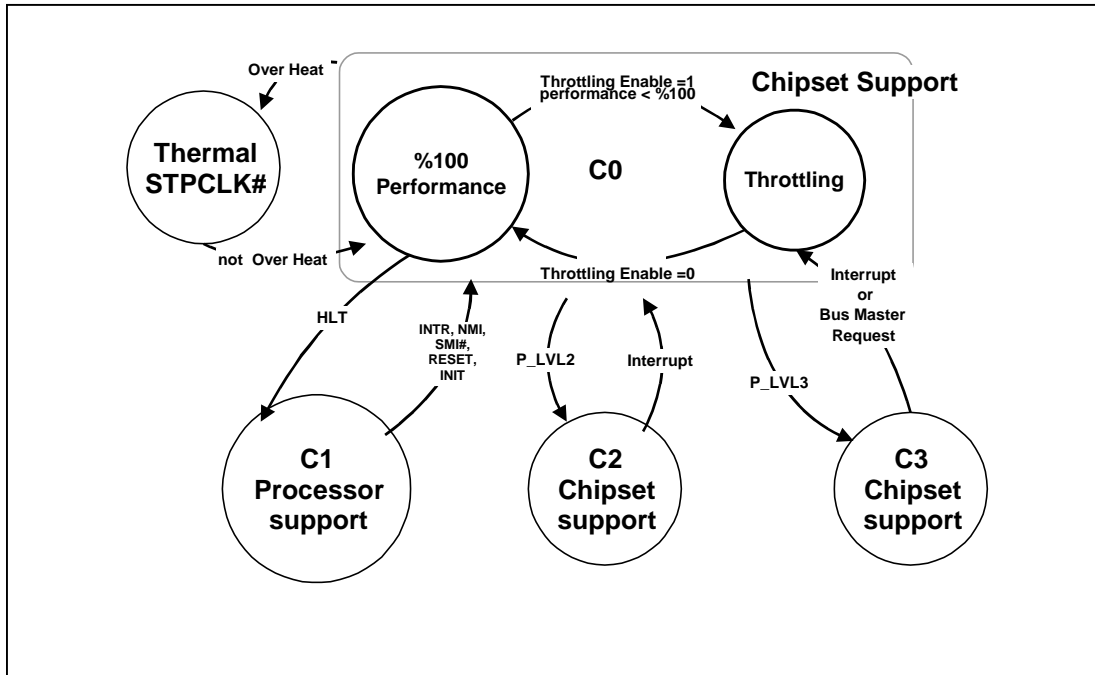 Over Heat
Throttling Enable =1
performance < %100
Chipset Support
Thermal
STPCLK#
%100
Performance
C0
Throttling
not Over Heat
Throttling Enable =0
Interrupt
or
Bus Master
Request
HLT
INTR, NMI,
SMI#,
RESET,
INIT
P_LVL2
Interrupt
P_LVL3
C1
Processor
support
C2
Chipset
support
C3
Chipset
support